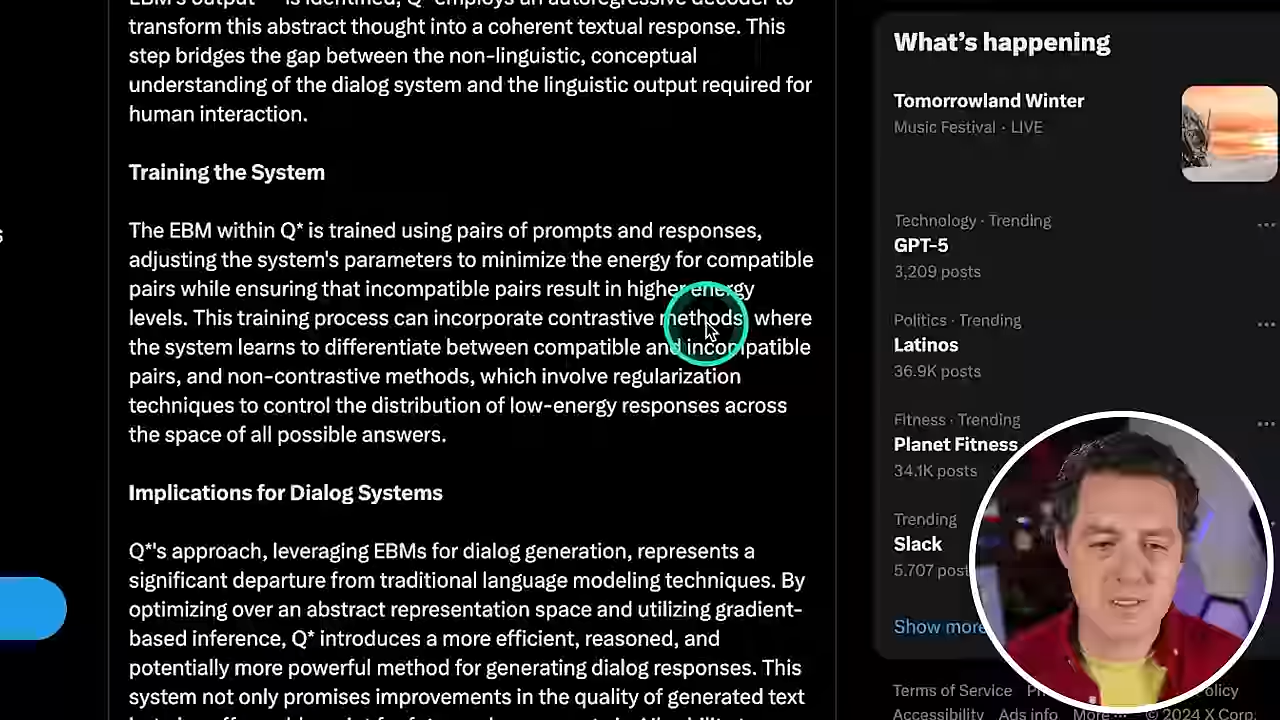 transform this abstract thought into a coherent textual response. This
step bridges the gap between the non-linguistic, conceptual
understanding of the dialog system and the linguistic output required for
human interaction.
Training the System
The EBM within Q* is trained using pairs of prompts and responses,
adjusting the system's parameters to minimize the energy for compatible
pairs while ensuring that incompatible pairs result in higher energy
levels. This training process can incorporate contrastive methods, where
the system learns to differentiate between compatible and incompatible
pairs, and non-contrastive methods, which involve regularization
techniques to control the distribution of low-energy responses across
the space of all possible answers.
Implications for Dialog Systems
Q*'s approach, leveraging EBMs for dialog generation, represents a
significant departure from traditional language modeling techniques. By
optimizing over an abstract representation space and utilizing gradient-
based inference, Q* introduces a more efficient, reasoned, and
potentially more powerful method for generating dialog responses. This
system not only promises improvements in the quality of generated text
What's happening
Tomorrowland Winter
Music Festival · LIVE
Technology · Trending
GPT-5
3,209 posts
Politics · Trending
Latinos
36.9K posts
Fitness · Trending
Planet Fitness
34.1K posts
Trending
Slack
5,707 post
Show more
Terms of Service
Accessibility Ads info More
© 2024 X Corp.